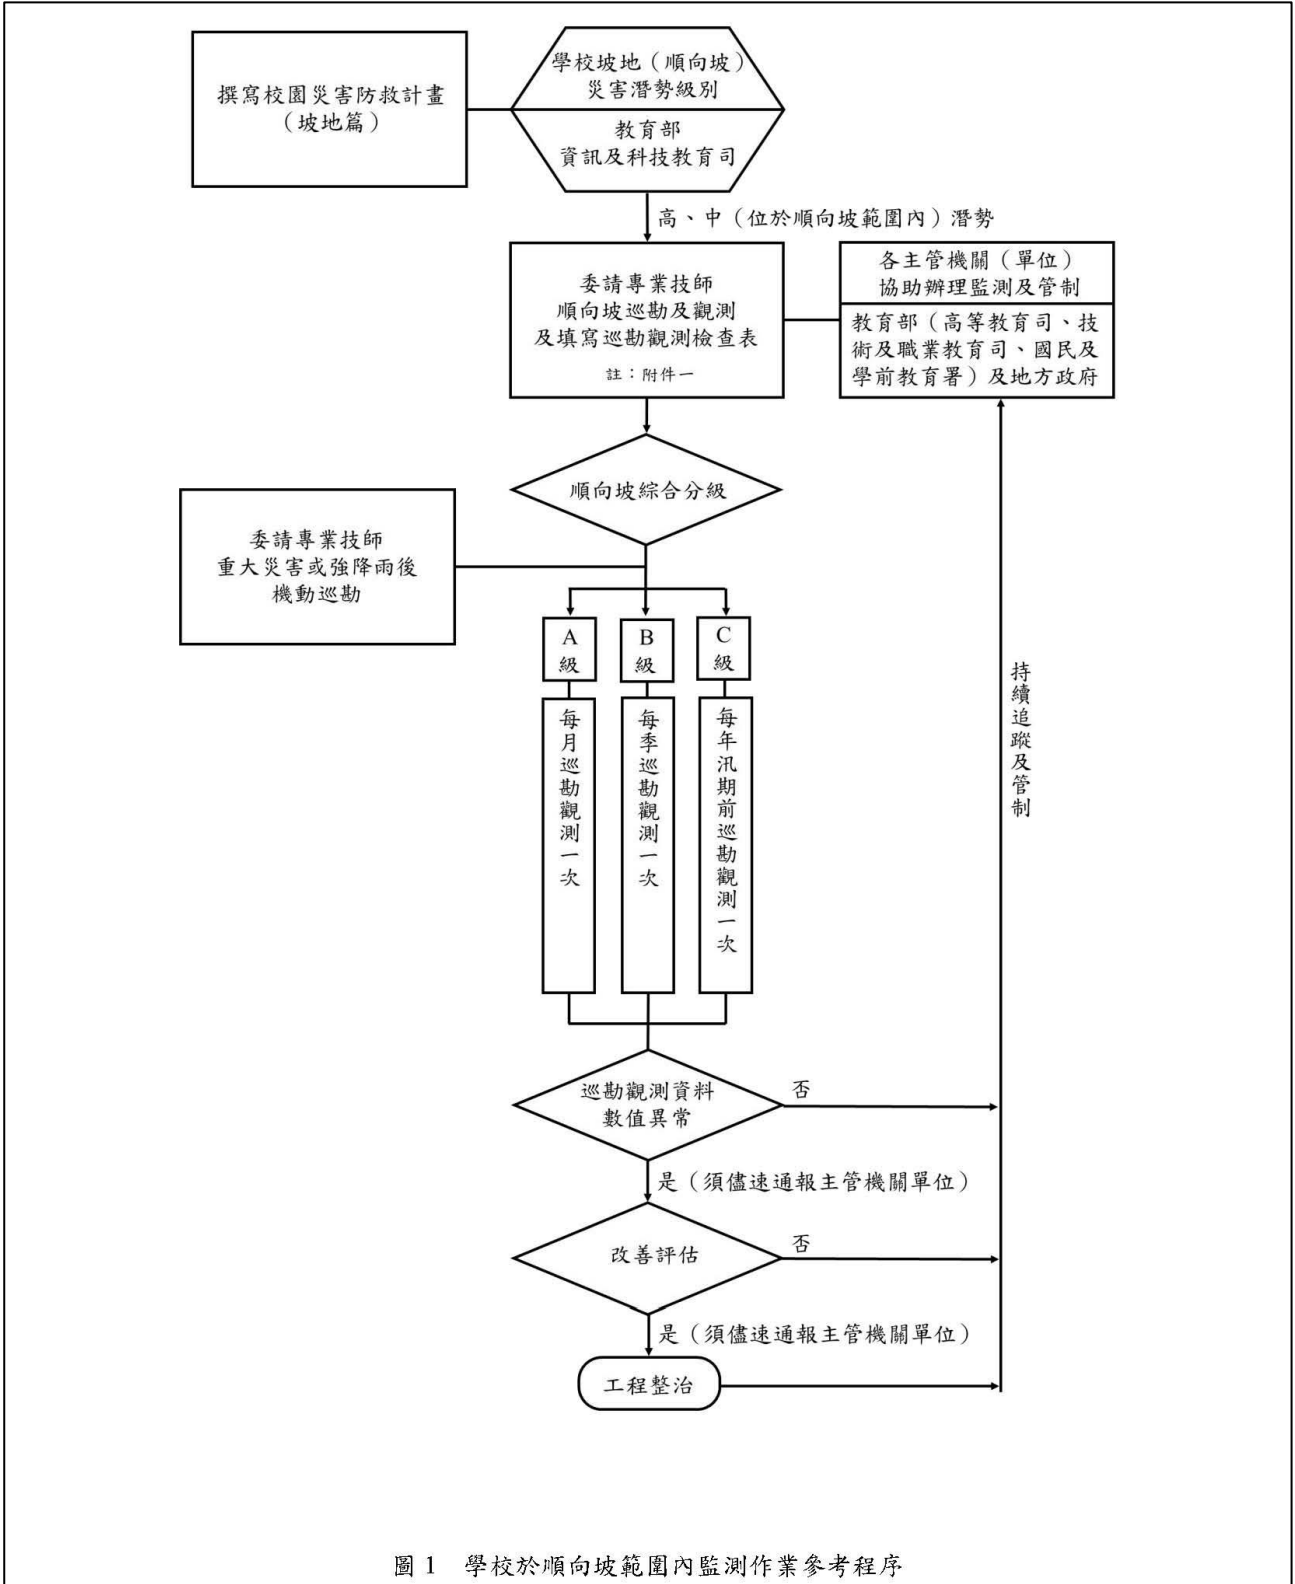 撰寫校園災害防救計畫
（坡地篇）
學校坡地（順向坡）
災害潛勢級別
教育部
資訊及科技教育司
高、中（位於順向坡範圍內）潛勢
委請專業技師
順向坡巡勘及觀測
及填寫巡勘觀測檢查表
註：附件一
各主管機關（單位）
協助辦理監測及管制
教育部（高等教育司、技
術及職業教育司、國民及
學前教育署）及地方政府
順向坡綜合分級
委請專業技師
重大災害或強降雨後
機動巡勘
A
級
B
級
C
級
每月巡勘觀測一次
每季巡勘觀測一次
每年汛期前巡勘觀測一次
持續追蹤及管制
巡勘觀測資料
數值異常
否
是（須儘速通報主管機關單位）
改善評估
否
是（須儘速通報主管機關單位）
工程整治
圖 1　學校於順向坡範圍內監測作業參考程序